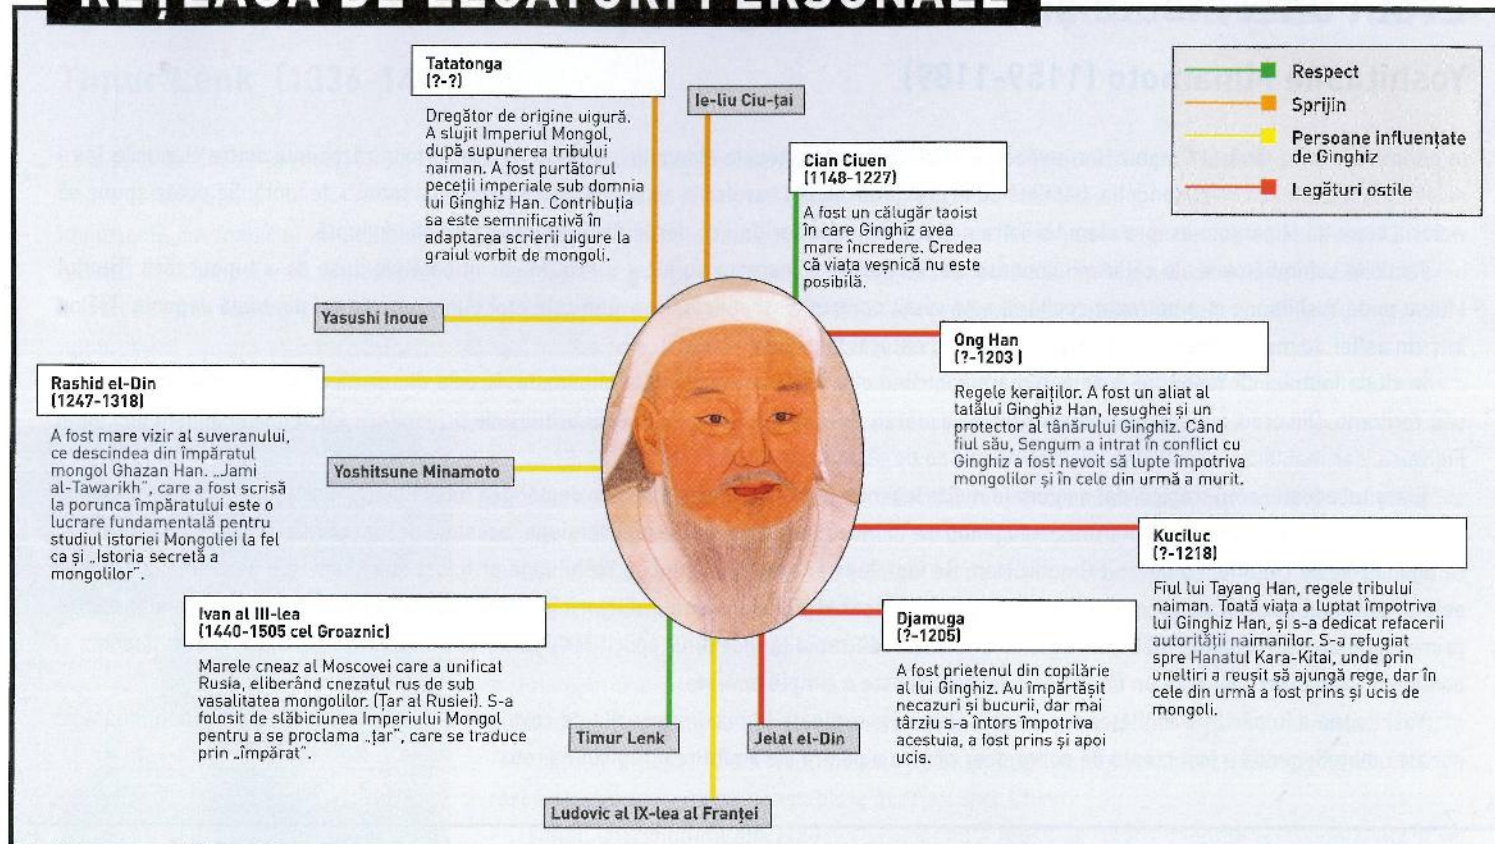 REȚEAUA DE LEGĂTURI PERSONALE
Tatatonga
(?-?)
Dregător de origine uigură.
A slujit Imperiul Mongol,
după supunerea tribului
naiman. A fost purtătorul
peceții imperiale sub domnia
lui Ginghiz Han. Contribuția
sa este semnificativă în
adaptarea scrierii uigure la
graiul vorbit de mongoli.
Ie-liu Ciu-țai
Cian Ciuen
(1148-1227)
A fost un călugăr taoist
în care Ginghiz avea
mare încredere. Credea
că viața veșnică nu este
posibilă.
Respect
Sprijin
Persoane influențate
de Ginghiz
Legături ostile
Yasushi Inoue
Rashid el-Din
(1247-1318)
A fost mare vizir al suveranului,
ce descindea din împăratul
mongol Ghazan Han. „Jami
al-Tawarikh”, care a fost scrisă
la porunca împăratului este o
lucrare fundamentală pentru
studiul istoriei Mongoliei la fel
ca și „Istoria secretă a
mongolilor”.
Yoshitsune Minamoto
Ong Han
(?-1203 )
Regele keraiților. A fost un aliat al
tatălui Ginghiz Han, Iesughei și un
protector al tânărului Ginghiz. Când
fiul său, Sengum a intrat în conflict cu
Ginghiz a fost nevoit să lupte împotriva
mongolilor și în cele din urmă a murit.
Kuciluc
(?-1218)
Fiul lui Tayang Han, regele tribului
naiman. Toată viața a luptat împotriva
lui Ginghiz Han, și s-a dedicat refacerii
autorității naimanilor. S-a refugiat
spre Hanatul Kara-Kitai, unde prin
uneltiri a reușit să ajungă rege, dar în
cele din urmă a fost prins și ucis de
mongoli.
Ivan al III-lea
(1440-1505 cel Groaznic)
Marele cneaz al Moscovei care a unificat
Rusia, eliberând cnezatul rus de sub
vasalitatea mongolilor. (Țar al Rusiei). S-a
folosit de slăbiciunea Imperiului Mongol
pentru a se proclama „țar”, care se traduce
prin „împărat”.
Djamuga
(?-1205)
A fost prietenul din copilărie
al lui Ginghiz. Au împărtășit
necazuri și bucurii, dar mai
târziu s-a întors împotriva
acestuia, a fost prins și apoi
ucis.
Timur Lenk
Jelal el-Din
Ludovic al IX-lea al Franței